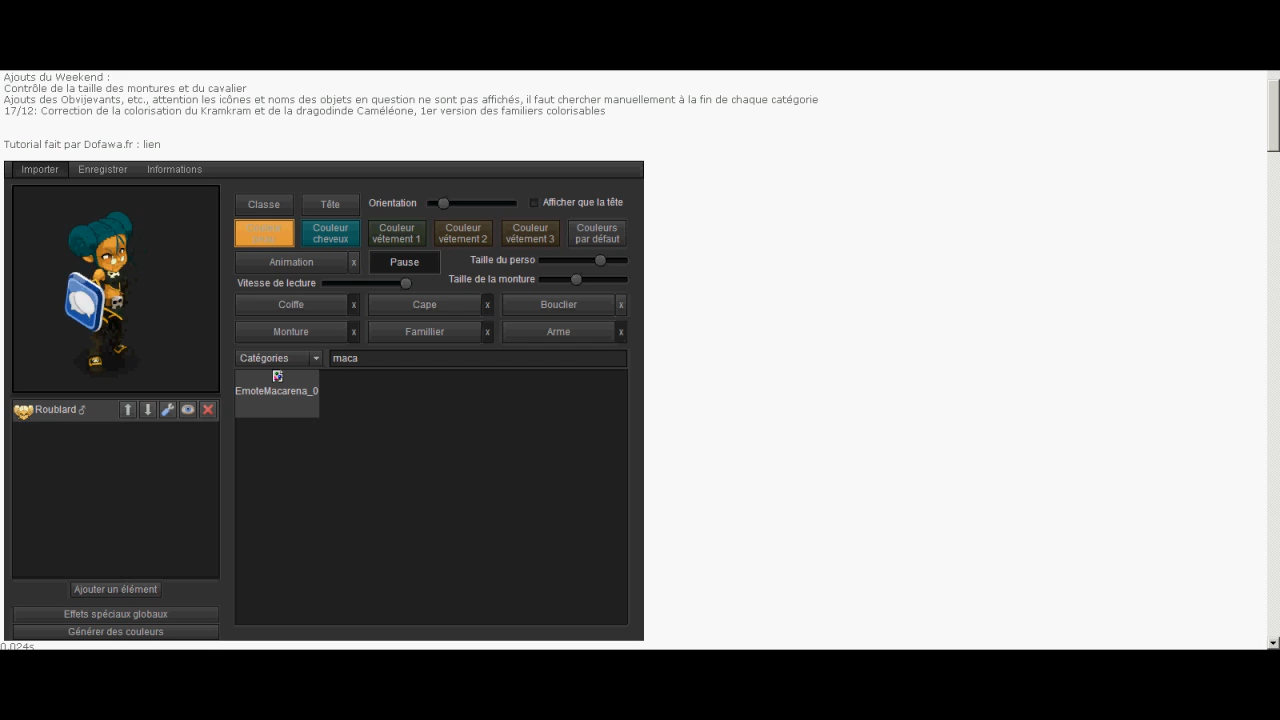 Ajouts du Weekend :
Contrôle de la taille des montures et du cavalier
Ajouts des Obvijevants, etc., attention les icônes et noms des objets en question ne sont pas affichés, il faut chercher manuellement à la fin de chaque catégorie
17/12: Correction de la colorisation du Kramkram et de la dragodinde Caméléone, 1er version des familiers colorisables
Tutorial fait par Dofawa.fr : lien
Importer Enregistrer Informations
Classe Tête Orientation Afficher que la tête
Couleur
cheveux
Couleur
vétement 1
Couleur
vétement 2
Couleur
vétement 3
Couleurs
par défaut
Animation x Pause Taille du perso
Vitesse de lecture Taille de la monture
Coiffe x Cape x Bouclier x
Monture x Famillier x Arme x
Catégories maca
EmoteMacarena_0
Roublard ♂
Ajouter un élément
Effets spéciaux globaux
Générer des couleurs
0.024s